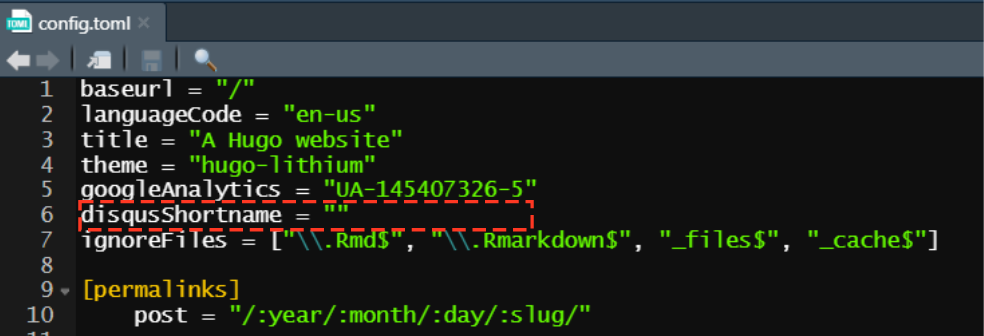 TOML config.toml ×
1 baseurl = "/"
2 languageCode = "en-us"
3 title = "A Hugo website"
4 theme = "hugo-lithium"
5 googleAnalytics = "UA-145407326-5"
6 disqusShortname = ""
7 ignoreFiles = ["\\.Rmd$", "\\.Rmarkdown$", "_files$", "_cache$"]
8
9 [permalinks]
10     post = "/:year/:month/:day/:slug/"
11